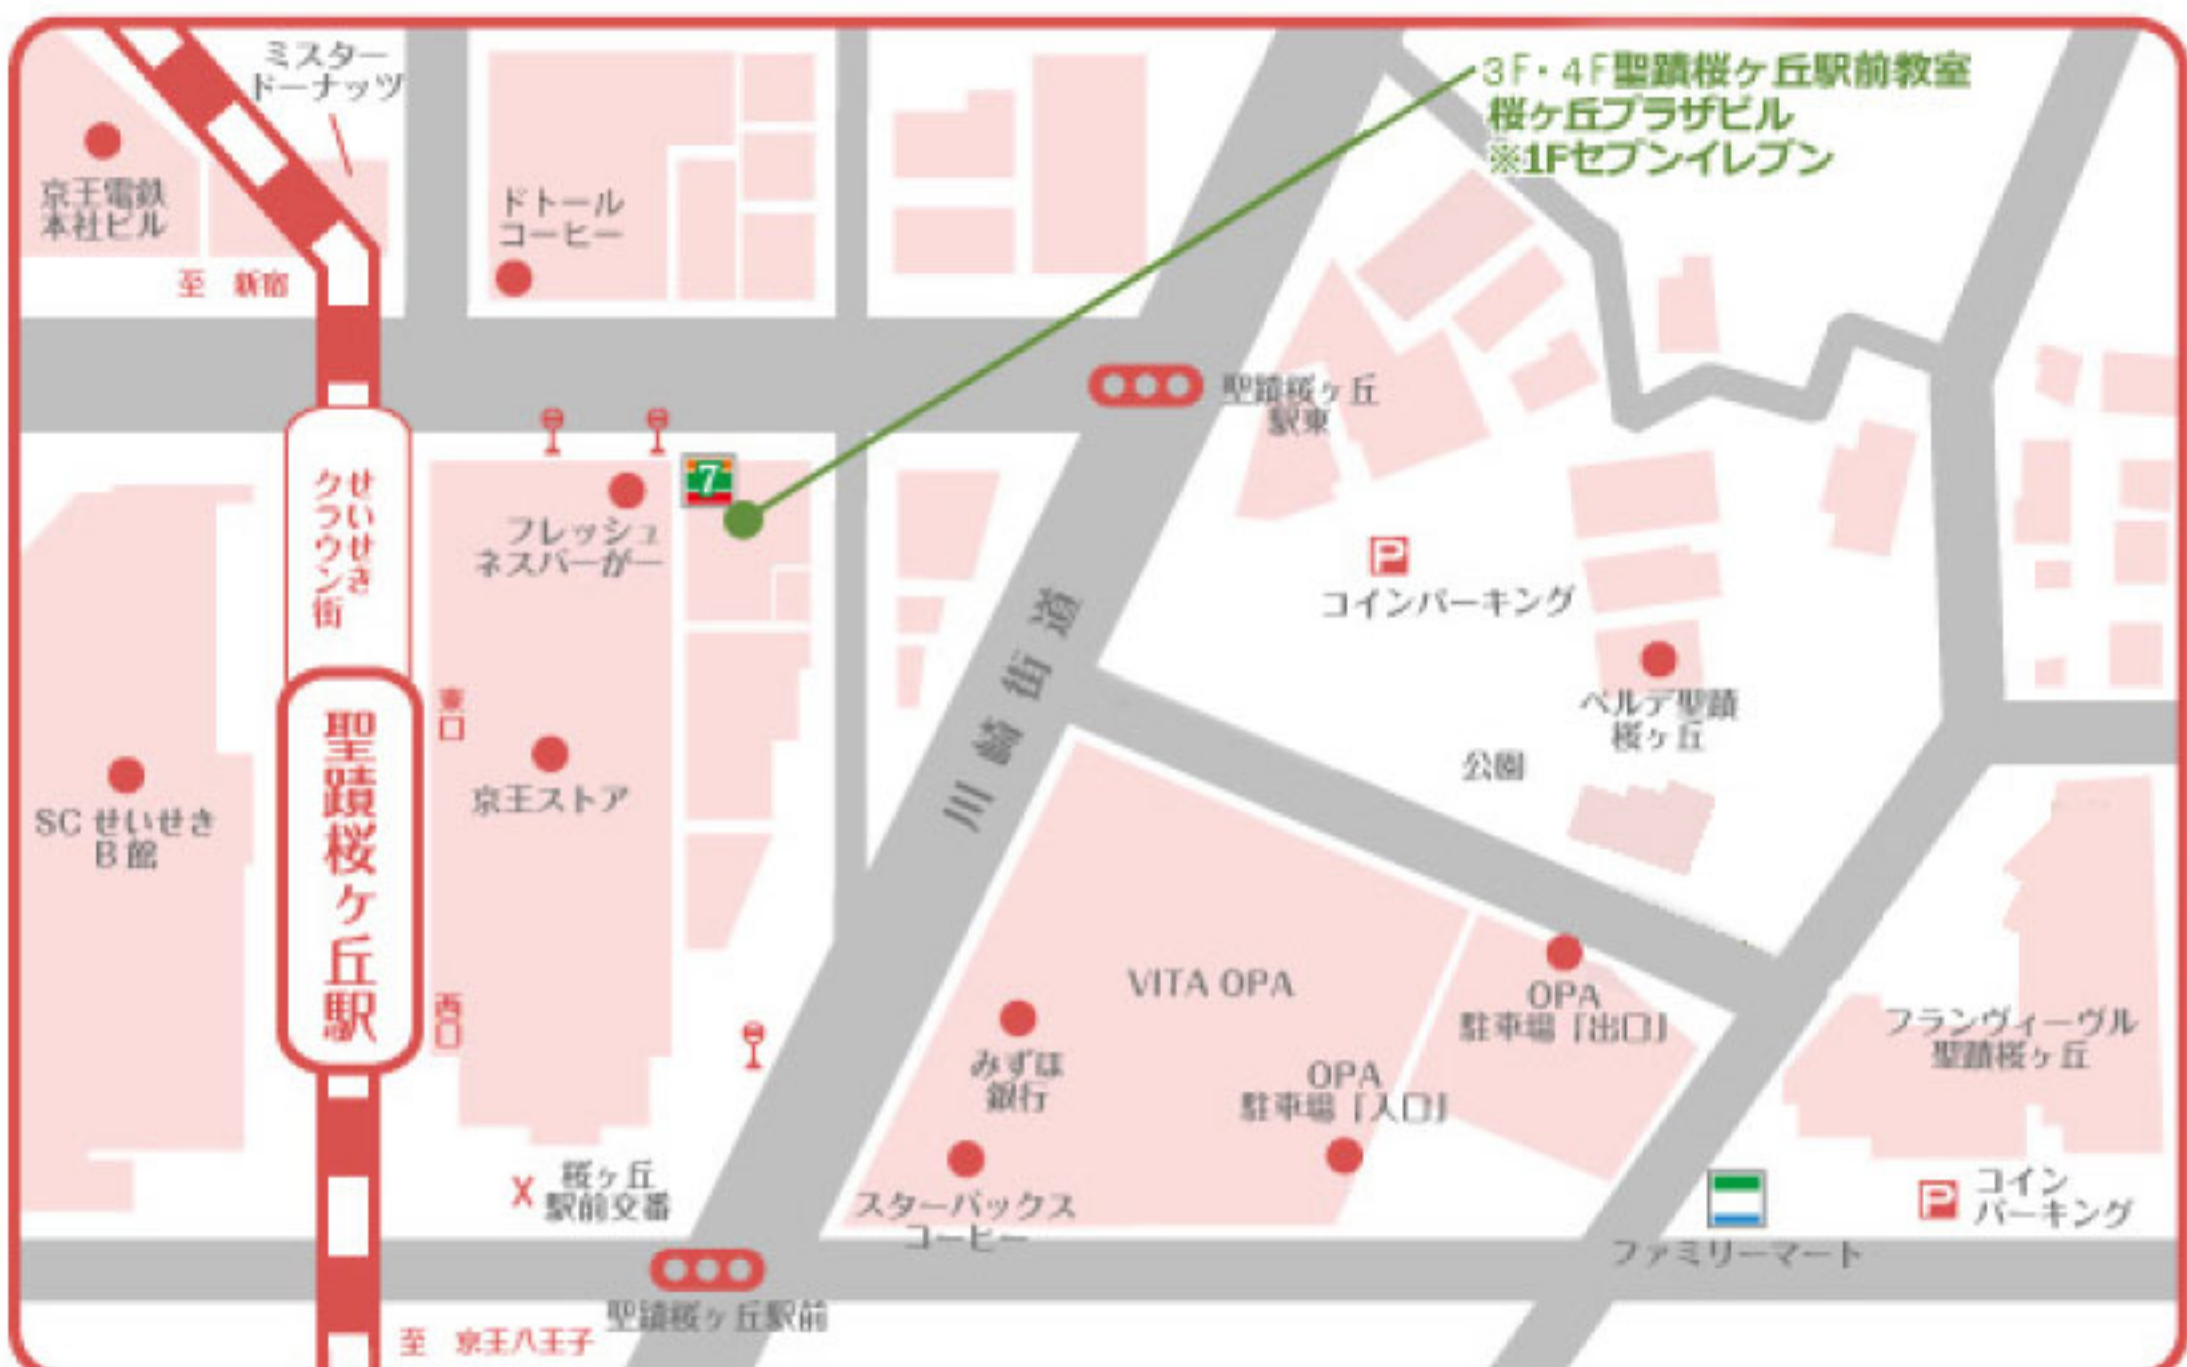 ミスター
ドーナッツ
3F・4F聖蹟桜ヶ丘駅前教室
桜ヶ丘プラザビル
※1Fセブンイレブン
京王電鉄
本社ビル
ドトール
コーヒー
至 新宿
聖蹟桜ヶ丘
駅東
せいせき
クラウン街
7
フレッシュ
ネスバーがー
P
コインパーキング
川崎街道
東口
聖蹟桜ヶ丘駅
ベルデ聖蹟
桜ヶ丘
公園
京王ストア
SC せいせき
B館
VITA OPA
西口
OPA
駐車場「出口」
フランヴィーヴル
聖蹟桜ヶ丘
みずほ
銀行
OPA
駐車場「入口」
X
桜ヶ丘
駅前交番
スターバックス
コーヒー
P
コイン
パーキング
ファミリーマート
聖蹟桜ヶ丘駅前
至 京王八王子